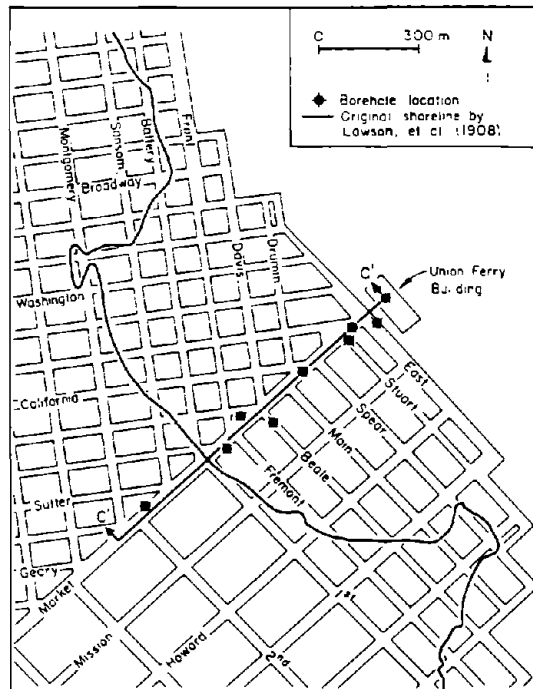 C 300 m N
Borehole location
Original shoreline by
Lawson, et al (1908)
Montgomery
Sansom
Battery
Front
Broadway
Davis
Drumm
C'
Union Ferry
Building
Washington
East
Stuart
Spear
Main
Beale
Fremont
California
Sutter
C'
Geary
Market
1st
Mission
Howard
2nd